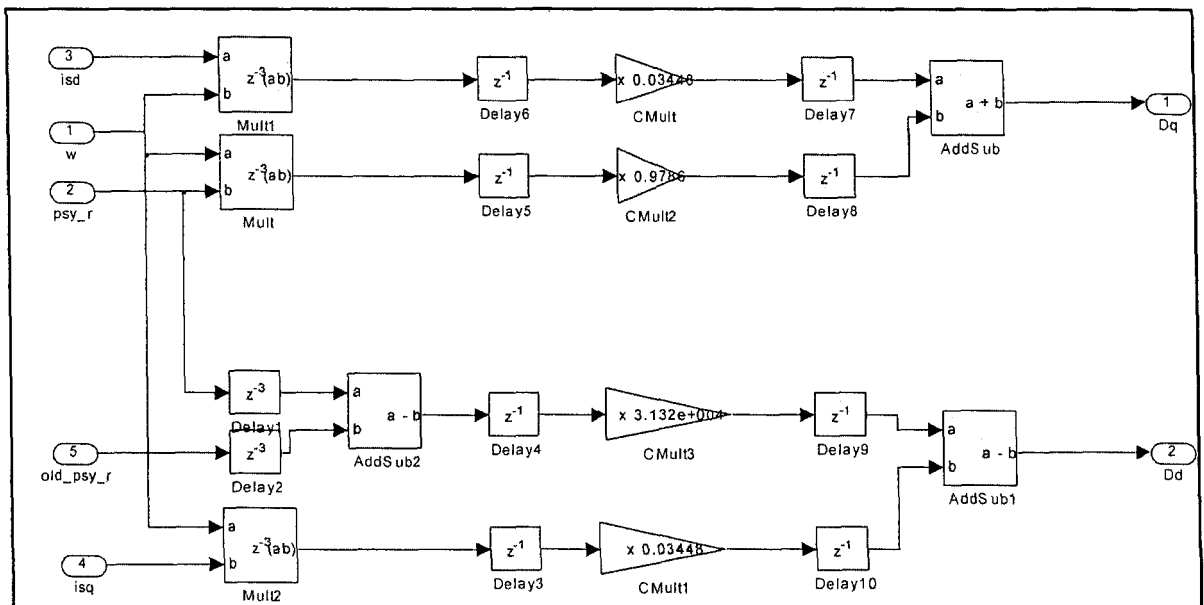 3
isd
a
b
z⁻³(ab)
Mult1
z⁻¹
Delay6
x 0.03448
CMult
z⁻¹
Delay7
a
b
a + b
AddSub
1
Dq
1
w
2
psy_r
a
b
z⁻³(ab)
Mult
z⁻¹
Delay5
x 0.9786
CMult2
z⁻¹
Delay8
z⁻³
Delay1
a
b
a - b
AddSub2
z⁻¹
Delay4
x 3.132e+004
CMult3
z⁻¹
Delay9
a
b
a - b
AddSub1
2
Dd
5
old_psy_r
z⁻³
Delay2
4
isq
a
b
z⁻³(ab)
Mult2
z⁻¹
Delay3
x 0.03448
CMult1
z⁻¹
Delay10